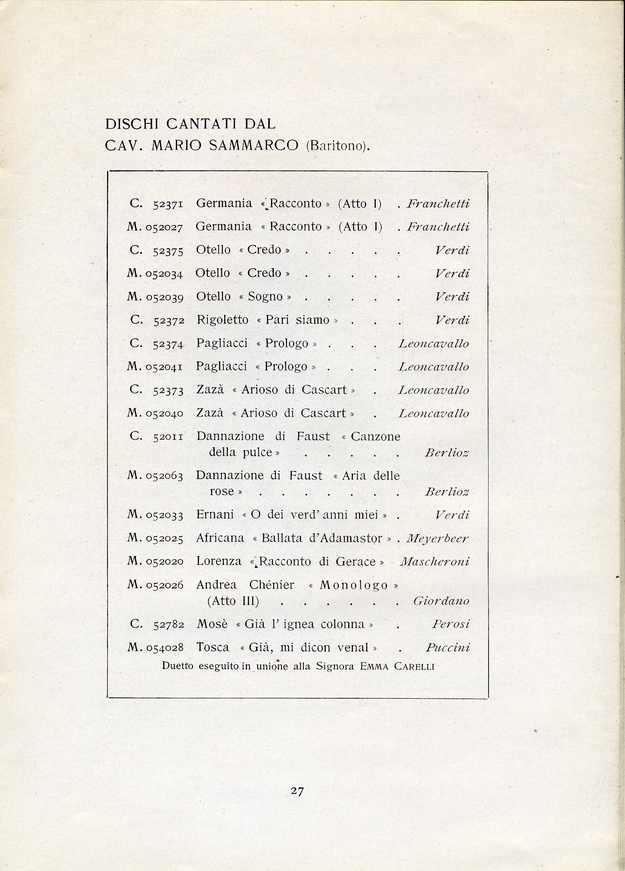 DISCHI CANTATI DAL
CAV. MARIO SAMMARCO (Baritono).
C. 52371 Germania « Racconto » (Atto I) . Franchetti
M. 052027 Germania « Racconto » (Atto I) . Franchetti
C. 52375 Otello « Credo » . . . . . Verdi
M. 052034 Otello « Credo » . . . . . Verdi
M. 052039 Otello « Sogno » . . . . . Verdi
C. 52372 Rigoletto « Pari siamo » . . . Verdi
C. 52374 Pagliacci « Prologo » . . . Leoncavallo
M. 052041 Pagliacci « Prologo » . . . Leoncavallo
C. 52373 Zazà « Arioso di Cascart » . Leoncavallo
M. 052040 Zazà « Arioso di Cascart » . Leoncavallo
C. 52011 Dannazione di Faust « Canzone
della pulce » . . . . . Berlioz
M. 052063 Dannazione di Faust « Aria delle
rose » . . . . . . . Berlioz
M. 052033 Ernani « O dei verd' anni miei » . Verdi
M. 052025 Africana « Ballata d'Adamastor » . Meyerbeer
M. 052020 Lorenza « Racconto di Gerace » Mascheroni
M. 052026 Andrea Chénier « Monologo »
(Atto III) . . . . . . Giordano
C. 52782 Mosè « Già l' ignea colonna » . Perosi
M. 054028 Tosca « Già, mi dicon venal » . Puccini
Duetto eseguito in unione alla Signora EMMA CARELLI
27